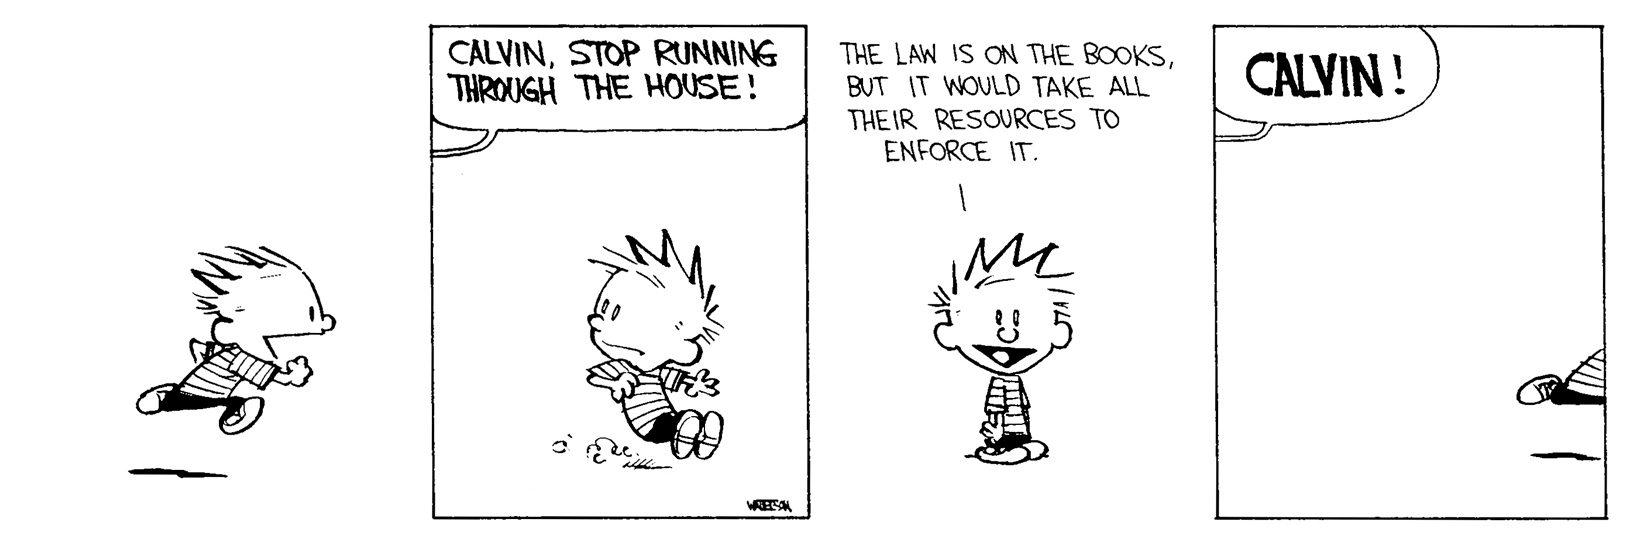 CALVIN, STOP RUNNING
THROUGH THE HOUSE!
WATTERSON
THE LAW IS ON THE BOOKS,
BUT IT WOULD TAKE ALL
THEIR RESOURCES TO
ENFORCE IT.
CALVIN!